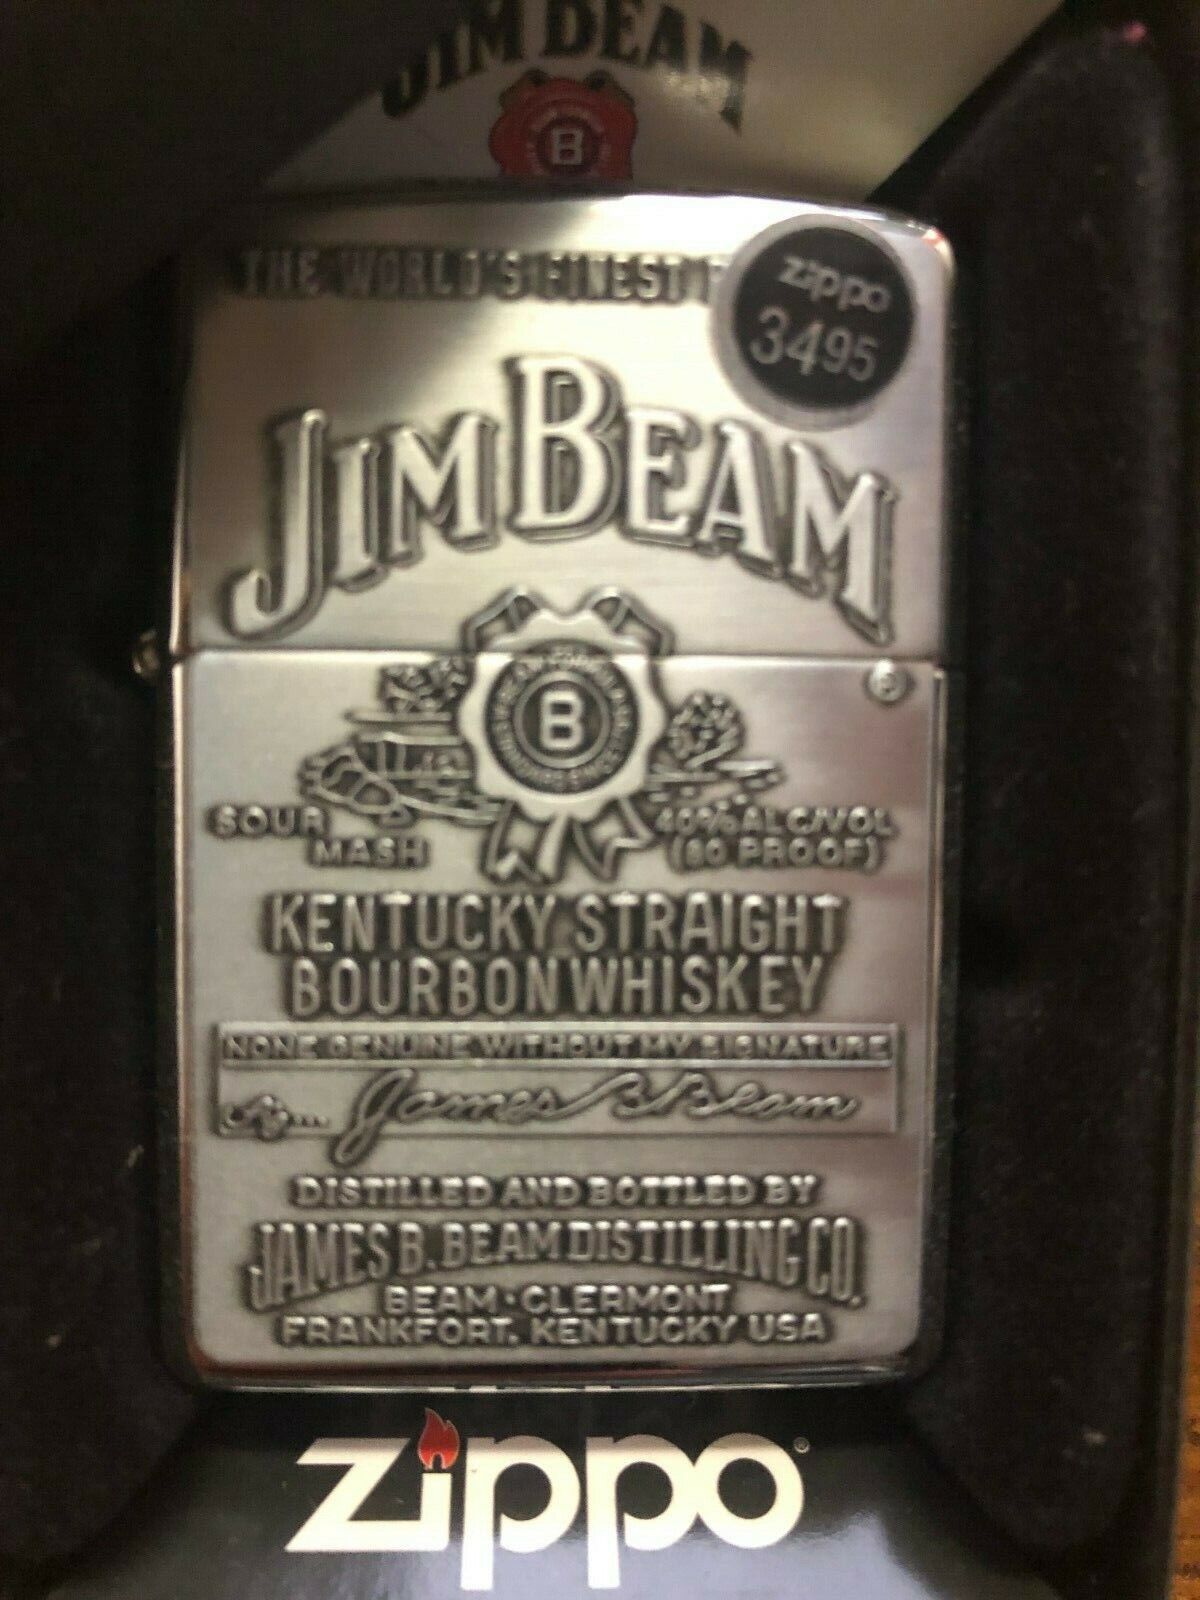 JIM BEAM
B
THE WORLD'S FINEST
zippo
3495
JIM BEAM
B
®
SOUR
MASH
40% ALC/VOL
(80 PROOF)
KENTUCKY STRAIGHT
BOURBON WHISKEY
NONE GENUINE WITHOUT MY SIGNATURE
James B. Beam
DISTILLED AND BOTTLED BY
JAMES B. BEAM DISTILLING CO.
BEAM · CLERMONT
FRANKFORT, KENTUCKY USA
zippo®